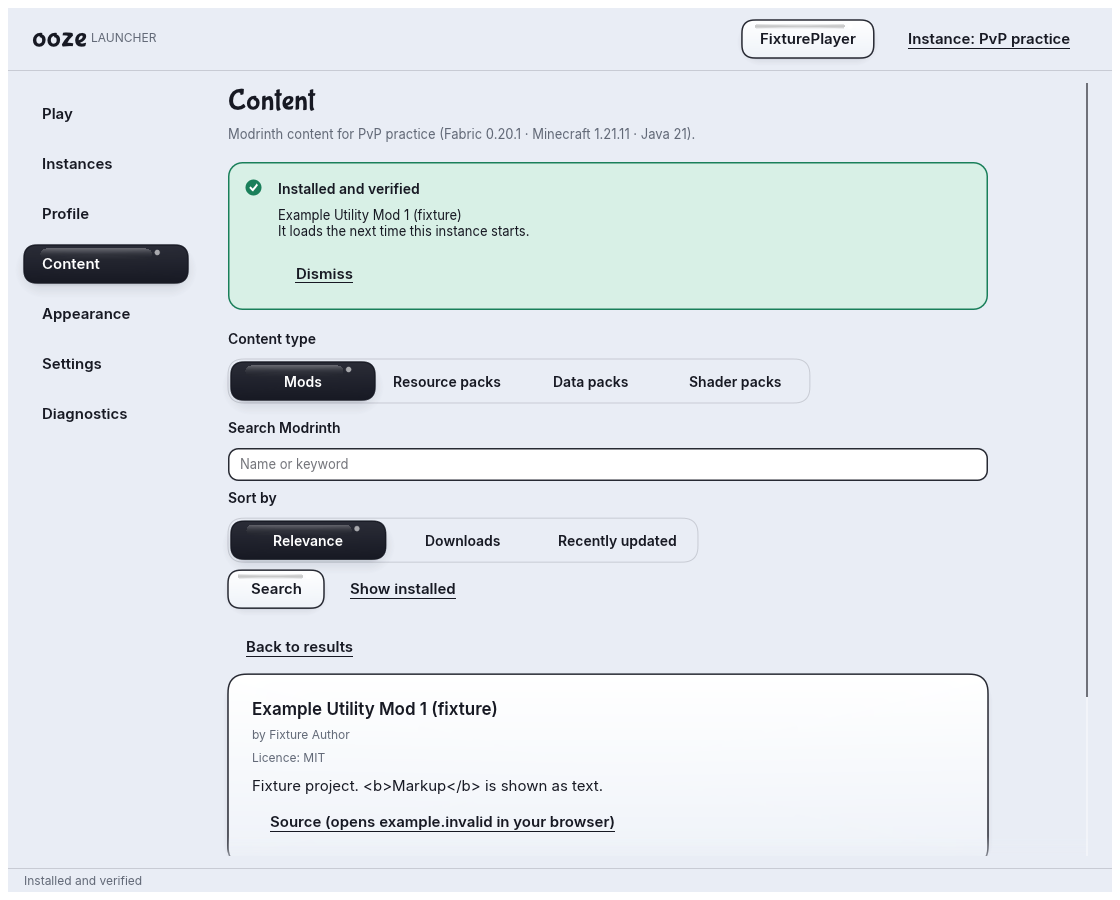 ooze LAUNCHER
FixturePlayer
Instance: PvP practice
Play
Instances
Profile
Content
Appearance
Settings
Diagnostics
Content
Modrinth content for PvP practice (Fabric 0.20.1 · Minecraft 1.21.11 · Java 21).
Installed and verified
Example Utility Mod 1 (fixture)
It loads the next time this instance starts.
Dismiss
Content type
Mods Resource packs Data packs Shader packs
Search Modrinth
Name or keyword
Sort by
Relevance Downloads Recently updated
Search Show installed
Back to results
Example Utility Mod 1 (fixture)
by Fixture Author
Licence: MIT
Fixture project. <b>Markup</b> is shown as text.
Source (opens example.invalid in your browser)
Installed and verified